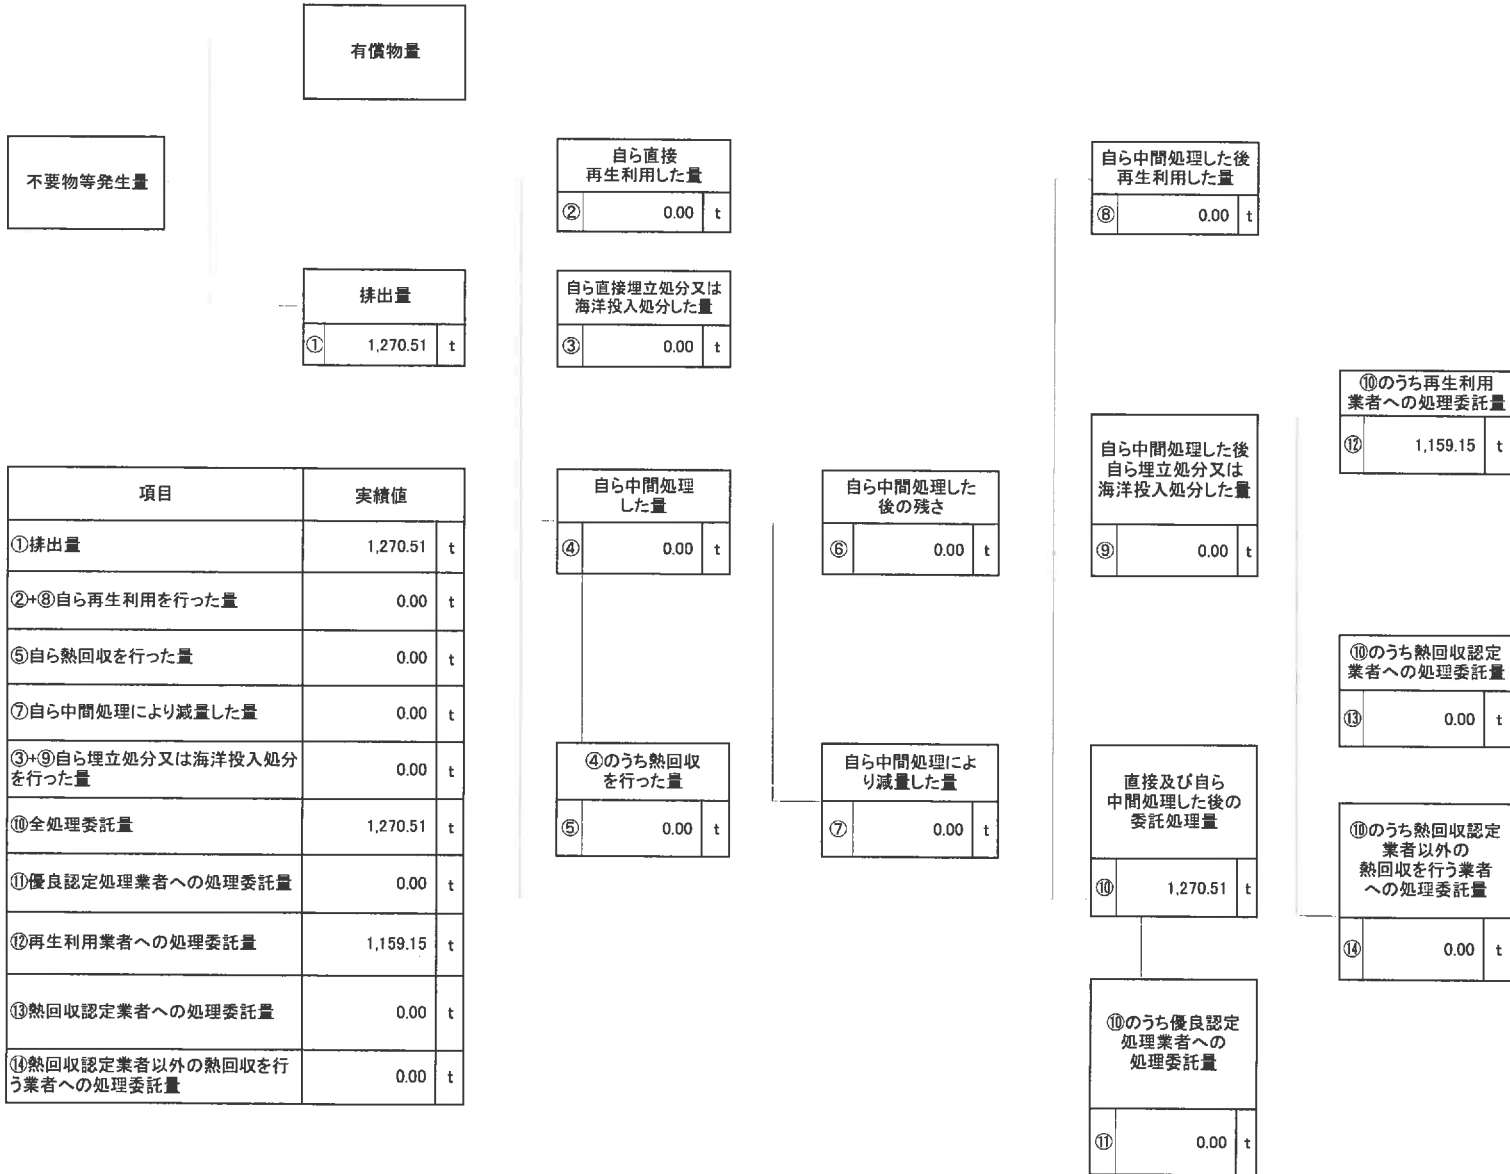 有償物量
不要物等発生量
排出量
① 1,270.51 t
自ら直接
再生利用した量
② 0.00 t
自ら直接埋立処分又は
海洋投入処分した量
③ 0.00 t
自ら中間処理
した量
④ 0.00 t
④のうち熱回収
を行った量
⑤ 0.00 t
自ら中間処理した
後の残さ
⑥ 0.00 t
自ら中間処理によ
り減量した量
⑦ 0.00 t
自ら中間処理した後
再生利用した量
⑧ 0.00 t
自ら中間処理した後
自ら埋立処分又は
海洋投入処分した量
⑨ 0.00 t
直接及び自ら
中間処理した後の
委託処理量
⑩ 1,270.51 t
⑩のうち優良認定
処理業者への
処理委託量
⑪ 0.00 t
⑩のうち再生利用
業者への処理委託量
⑫ 1,159.15 t
⑩のうち熱回収認定
業者への処理委託量
⑬ 0.00 t
⑩のうち熱回収認定
業者以外の
熱回収を行う業者
への処理委託量
⑭ 0.00 t
項目 実績値
①排出量 1,270.51 t
②+⑧自ら再生利用を行った量 0.00 t
⑤自ら熱回収を行った量 0.00 t
⑦自ら中間処理により減量した量 0.00 t
③+⑨自ら埋立処分又は海洋投入処分
を行った量 0.00 t
⑩全処理委託量 1,270.51 t
⑪優良認定処理業者への処理委託量 0.00 t
⑫再生利用業者への処理委託量 1,159.15 t
⑬熱回収認定業者への処理委託量 0.00 t
⑭熱回収認定業者以外の熱回収を行
う業者への処理委託量 0.00 t